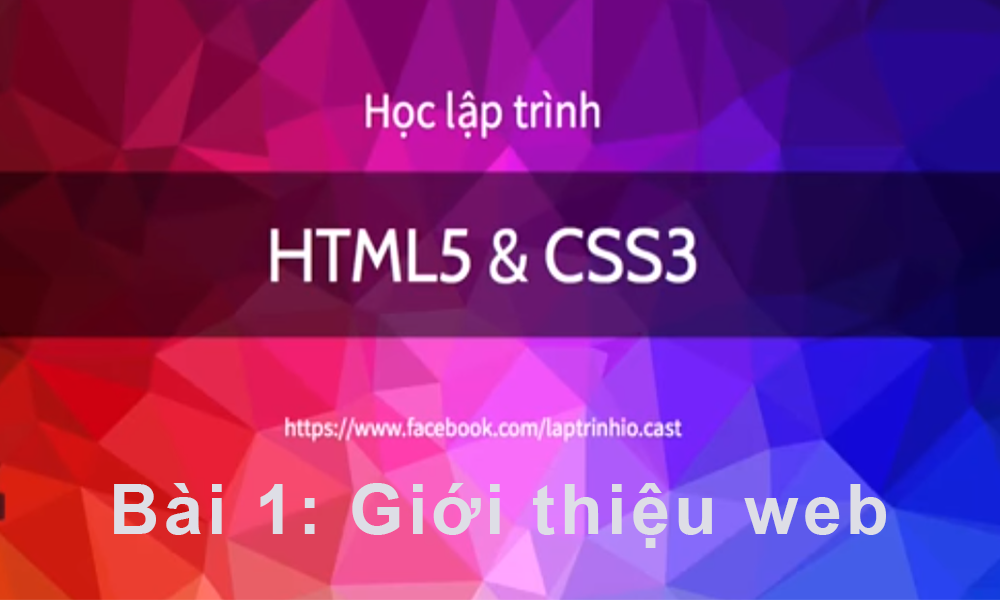 Học lập trình
HTML5 & CSS3
https://www.facebook.com/laptrinhio.cast
Bài 1: Giới thiệu web